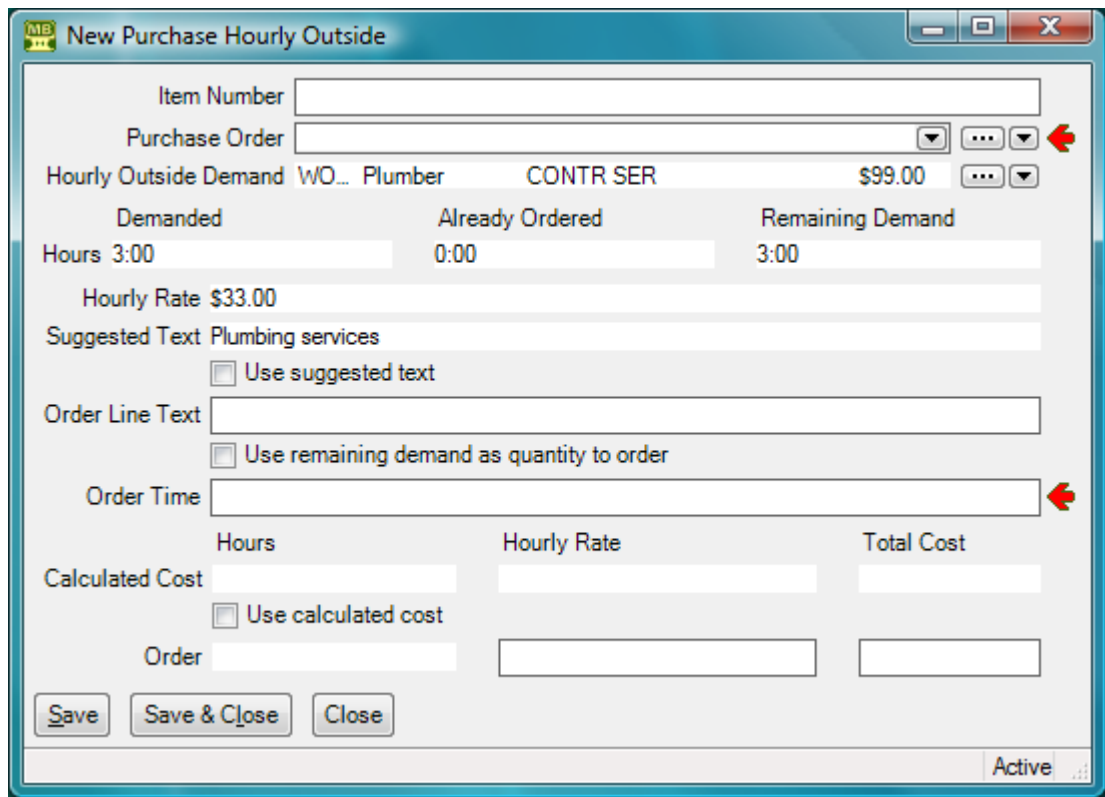 MB
New Purchase Hourly Outside
Item Number
Purchase Order
Hourly Outside Demand WO... Plumber CONTR SER $99.00
Demanded Already Ordered Remaining Demand
Hours 3:00 0:00 3:00
Hourly Rate $33.00
Suggested Text Plumbing services
Use suggested text
Order Line Text
Use remaining demand as quantity to order
Order Time
Hours Hourly Rate Total Cost
Calculated Cost
Use calculated cost
Order
Save Save & Close Close
Active